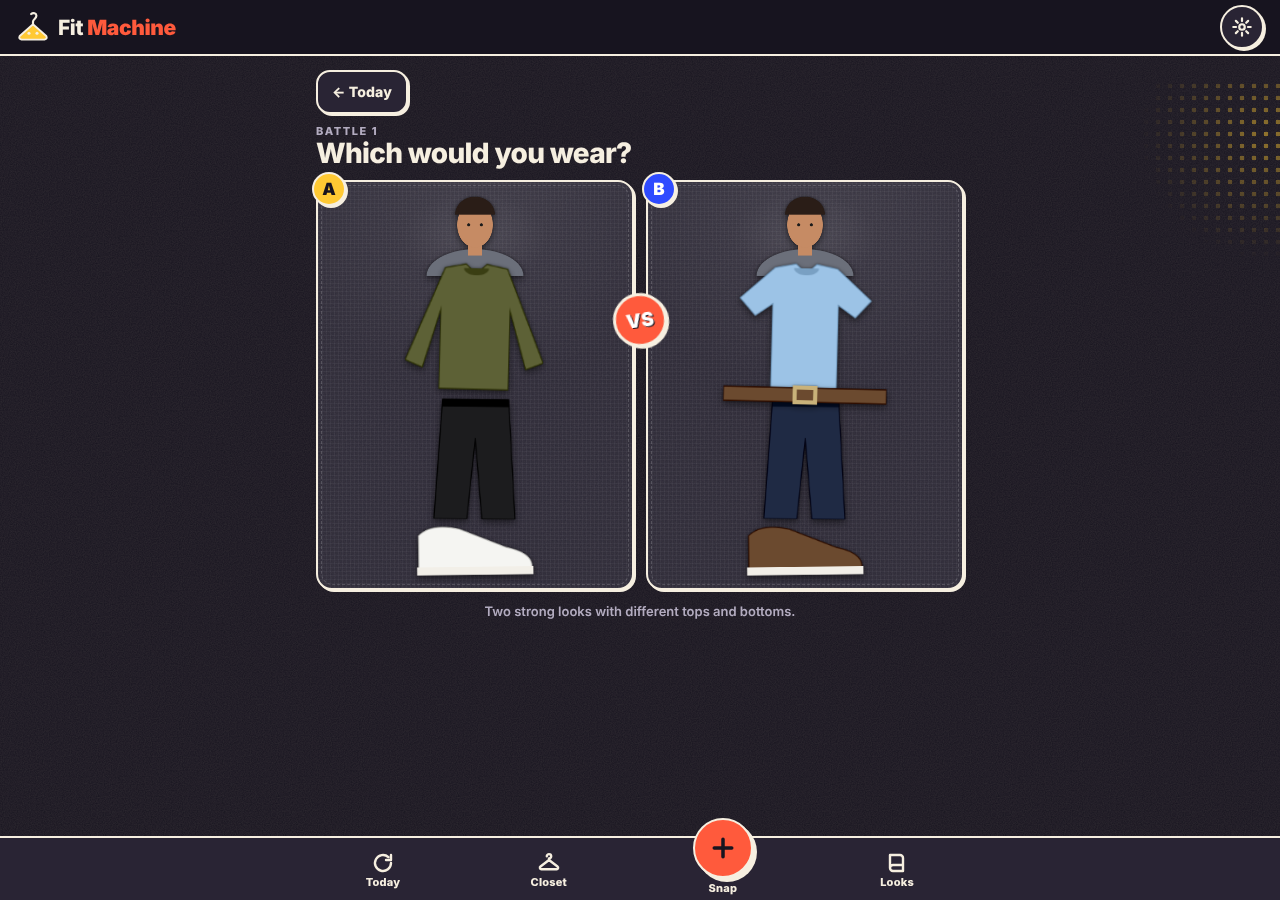 Fit Machine
← Today
BATTLE 1
Which would you wear?
A
B
VS
Two strong looks with different tops and bottoms.
Today
Closet
Snap
Looks